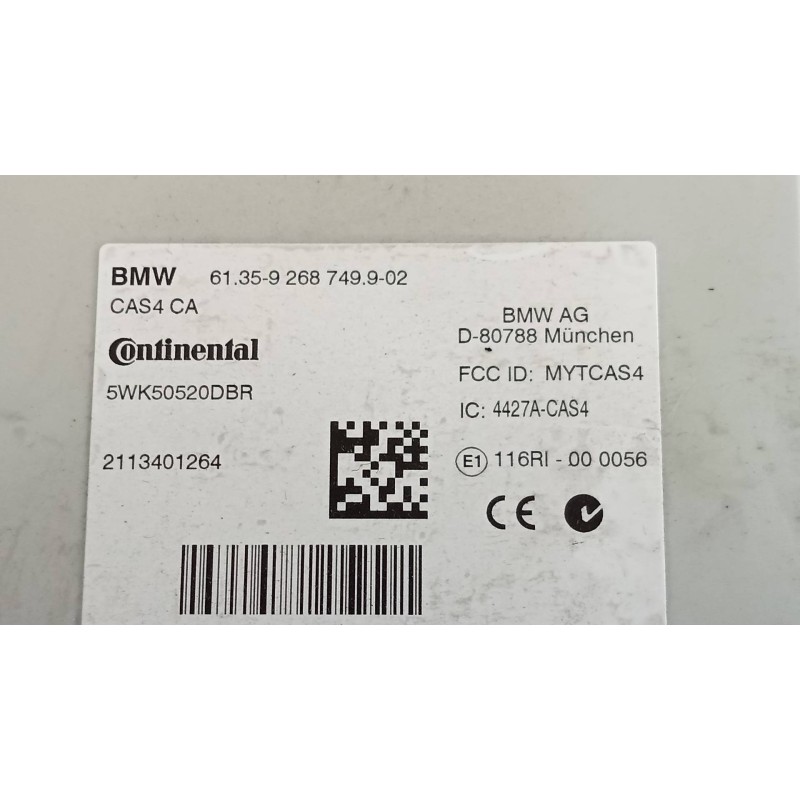 BMW 61.35-9 268 749.9-02
CAS4 CA
Continental
5WK50520DBR
2113401264
BMW AG
D-80788 München
FCC ID: MYTCAS4
IC: 4427A-CAS4
E1 116RI - 00 0056
CE